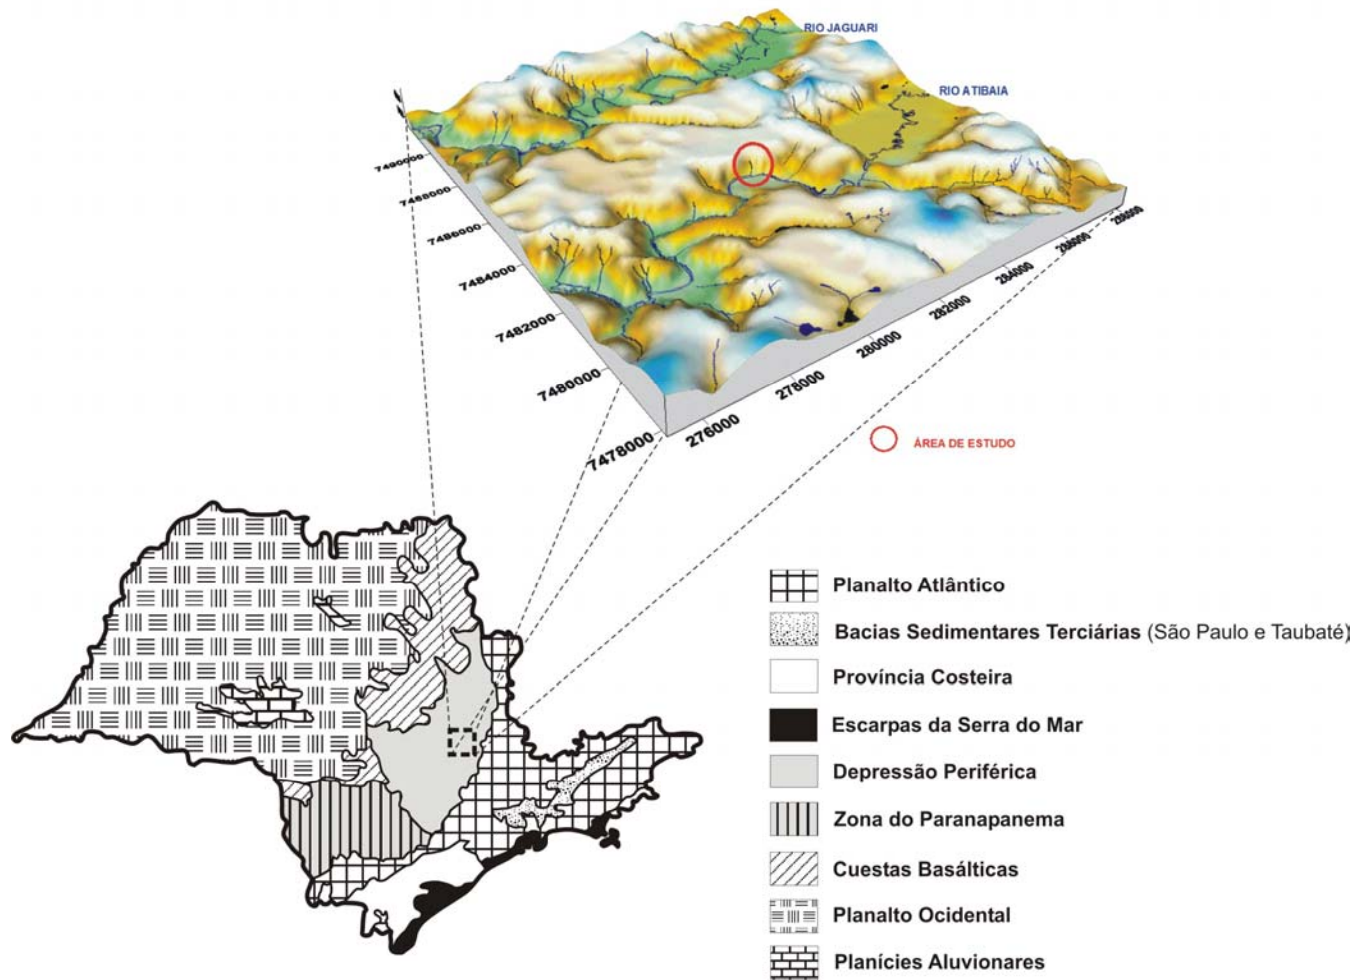 RIO JAGUARI
RIO ATIBAIA
7490000
7488000
7486000
7484000
7482000
7480000
7478000
276000
278000
280000
282000
284000
286000
288000
ÁREA DE ESTUDO
Planalto Atlântico
Bacias Sedimentares Terciárias (São Paulo e Taubaté)
Província Costeira
Escarpas da Serra do Mar
Depressão Periférica
Zona do Paranapanema
Cuestas Basálticas
Planalto Ocidental
Planícies Aluvionares